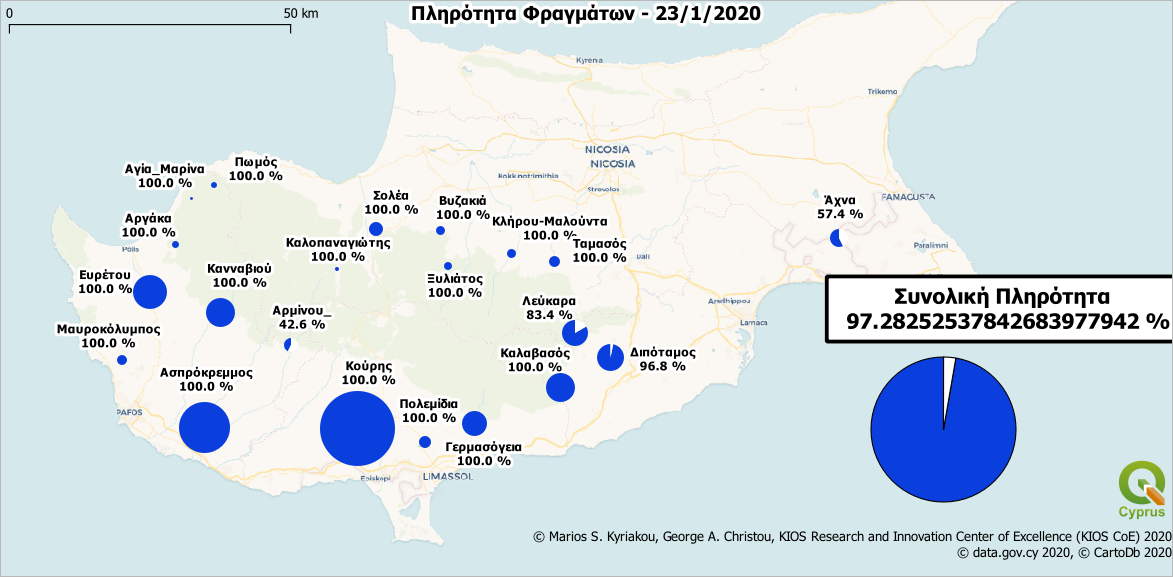 0 50 km
Πληρότητα Φραγμάτων - 23/1/2020
Kyrenia
Trikomo
NICOSIA
NICOSIA
Kokkinotrimithia
Strovolos
Αγία_Μαρίνα
100.0 %
Πωμός
100.0 %
Σολέα
100.0 %
Βυζακιά
100.0 %
Άχνα
57.4 %
FAMAGUSTA
Αργάκα
100.0 %
Polis
Κλήρου-Μαλούντα
100.0 %
Καλοπαναγιώτης
100.0 %
Ταμασός
100.0 %
Dali
Paralimni
Ευρέτου
100.0 %
Κανναβιού
100.0 %
Ξυλιάτος
100.0 %
Λεύκαρα
83.4 %
Aradhippou
Larnaca
Συνολική Πληρότητα
97.28252537842683977942 %
Αρμίνου_
42.6 %
Μαυροκόλυμπος
100.0 %
Καλαβασός
100.0 %
Διπόταμος
96.8 %
Ασπρόκρεμμος
100.0 %
Κούρης
100.0 %
Πολεμίδια
100.0 %
PAFOS
Γερμασόγεια
100.0 %
Episkopi
LIMASSOL
Cyprus
© Marios S. Kyriakou, George A. Christou, KIOS Research and Innovation Center of Excellence (KIOS CoE) 2020
© data.gov.cy 2020, © CartoDb 2020